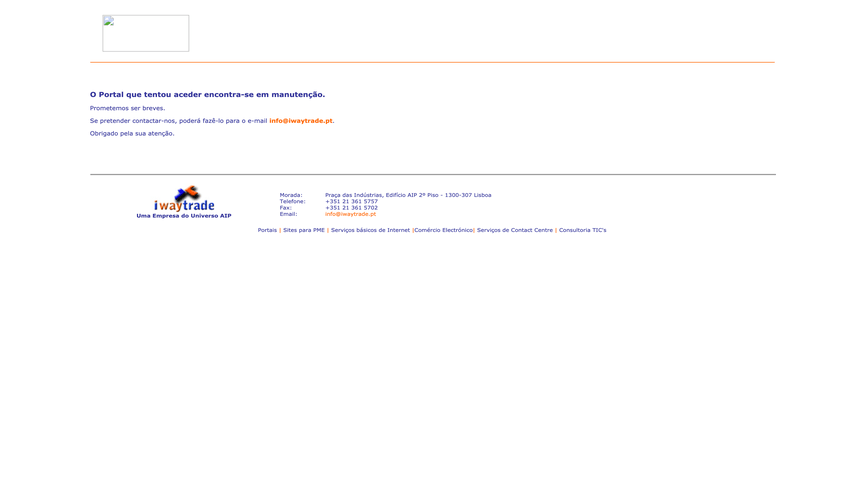 O Portal que tentou aceder encontra-se em manutenção.
Prometemos ser breves.
Se pretender contactar-nos, poderá fazê-lo para o e-mail info@iwaytrade.pt.
Obrigado pela sua atenção.
iwaytrade
Uma Empresa do Universo AIP
Morada: Praça das Indústrias, Edifício AIP 2º Piso - 1300-307 Lisboa
Telefone: +351 21 361 5757
Fax: +351 21 361 5702
Email: info@iwaytrade.pt
Portais | Sites para PME | Serviços básicos de Internet |Comércio Electrónico| Serviços de Contact Centre | Consultoria TIC's